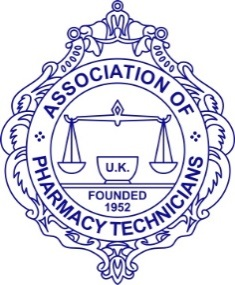 ASSOCIATION OF
PHARMACY TECHNICIANS
U.K.
FOUNDED
1952